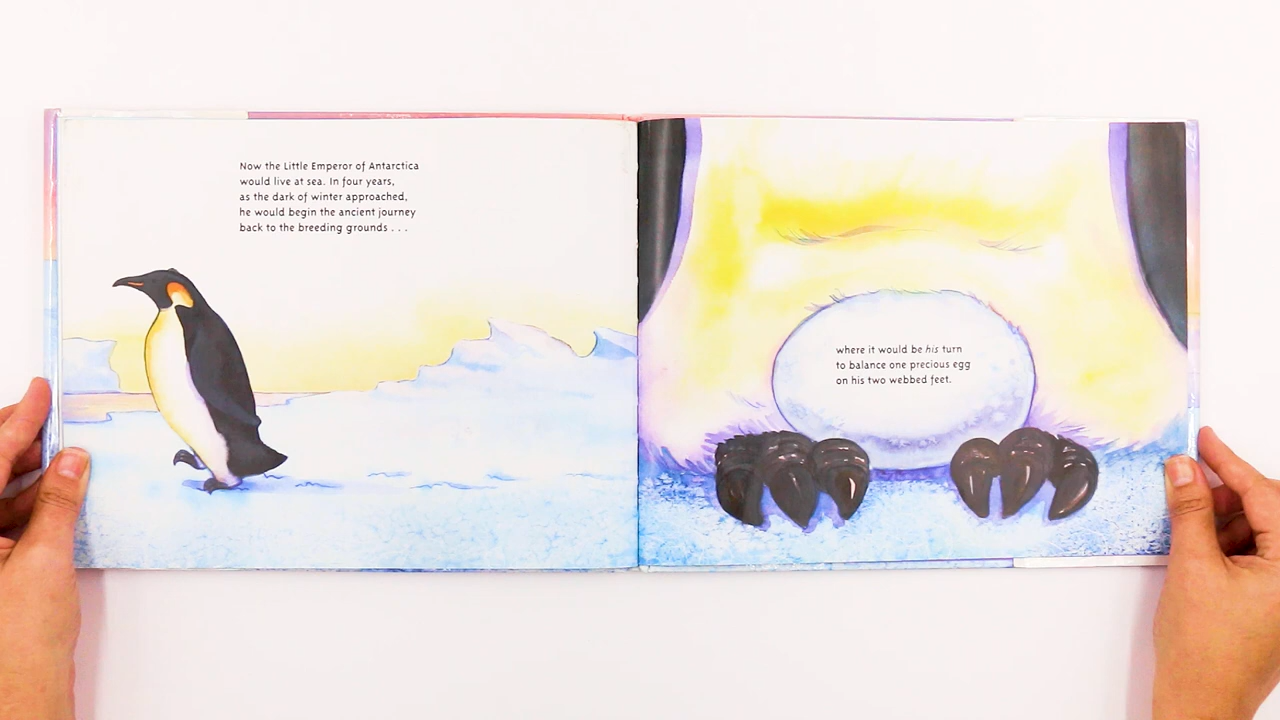 Now the Little Emperor of Antarctica
would live at sea. In four years,
as the dark of winter approached,
he would begin the ancient journey
back to the breeding grounds . . .
where it would be his turn
to balance one precious egg
on his two webbed feet.